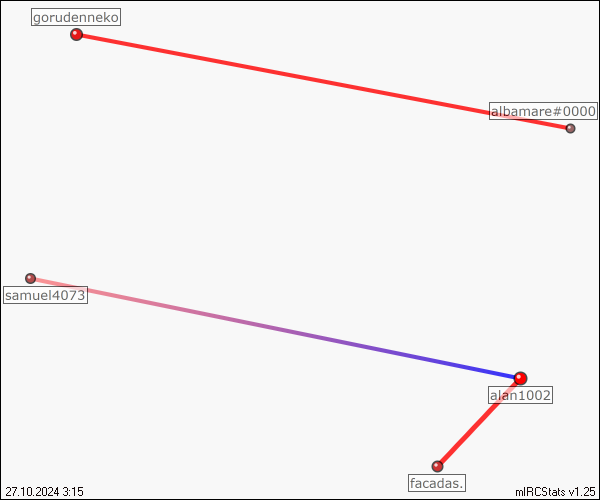 gorudenneko
albamare#0000
samuel4073
alan1002
facadas.
27.10.2024 3:15
mIRCStats v1.25